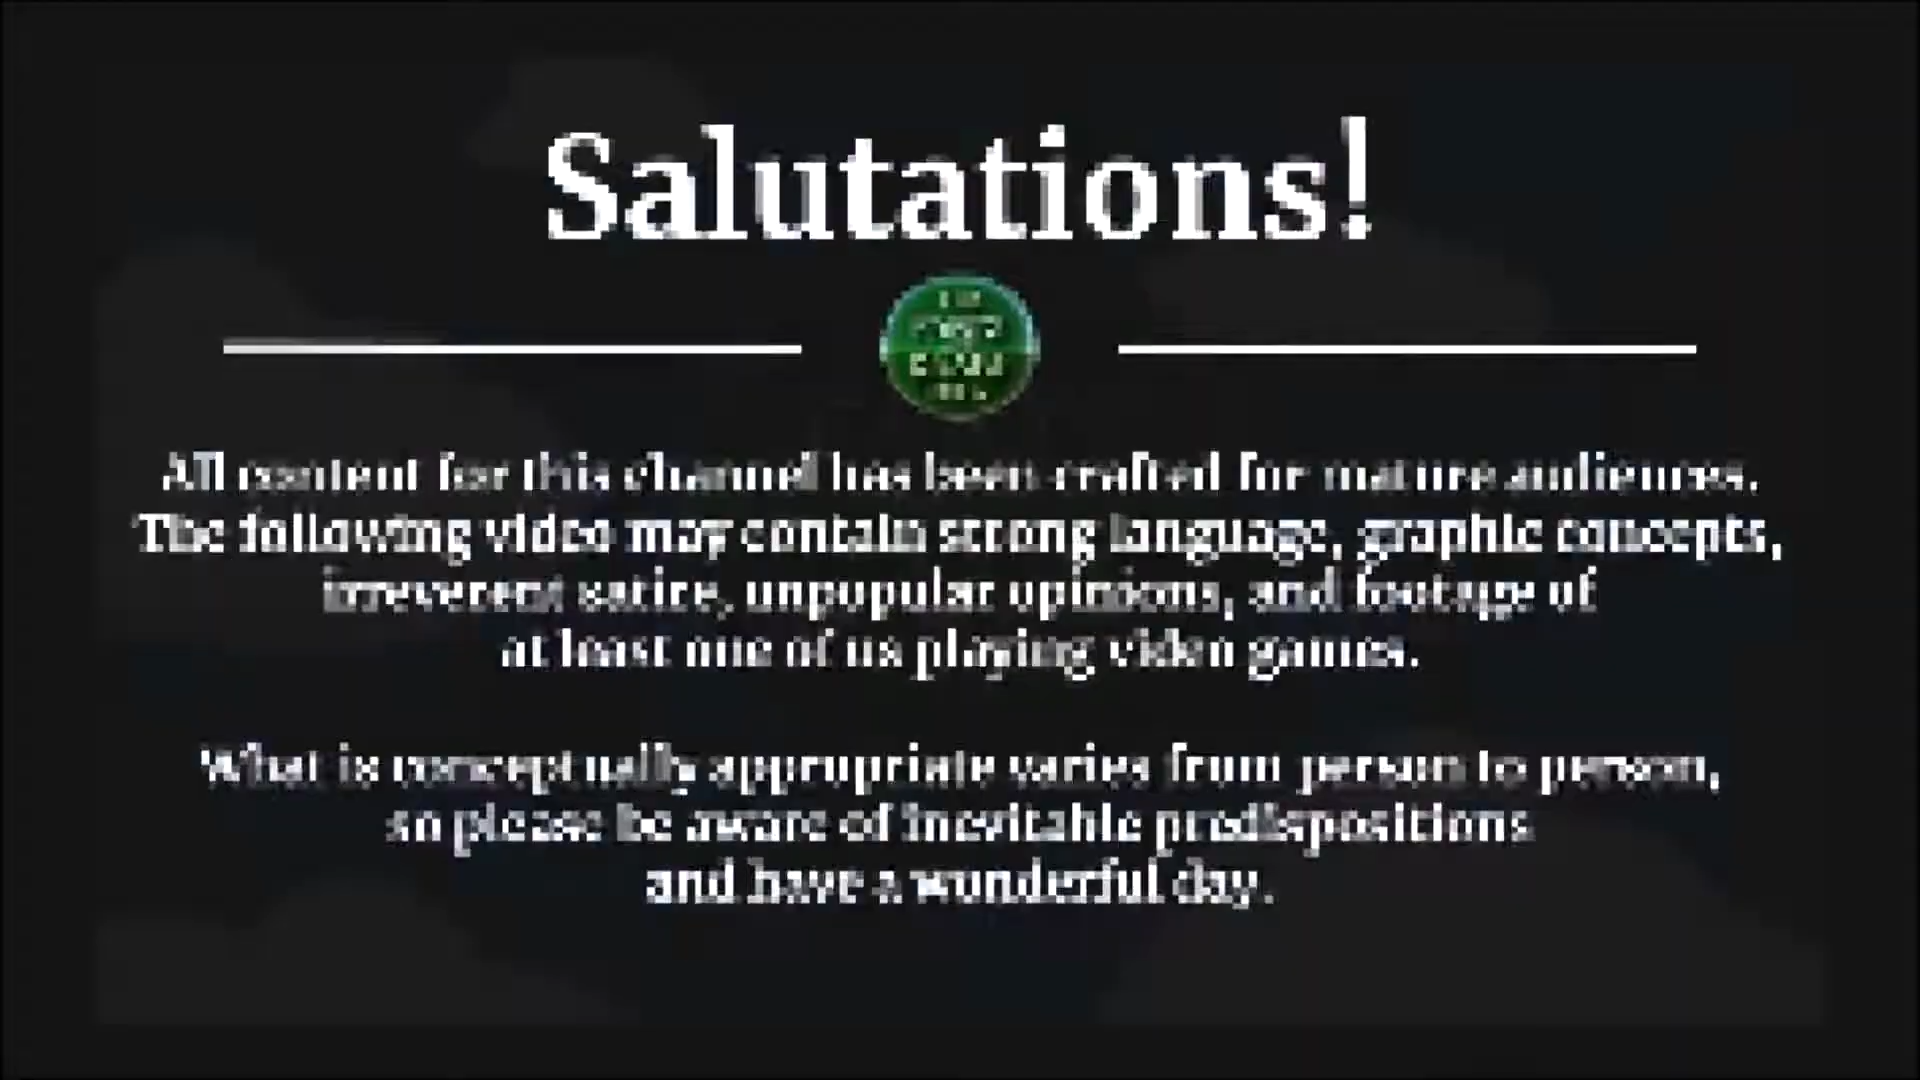 Salutations!
All content for this channel has been crafted for mature audiences.
The following video may contain strong language, graphic concepts,
irreverent satire, unpopular opinions, and footage of
at least one of us playing video games.
What is conceptually appropriate varies from person to person,
so please be aware of inevitable predispositions
and have a wonderful day.